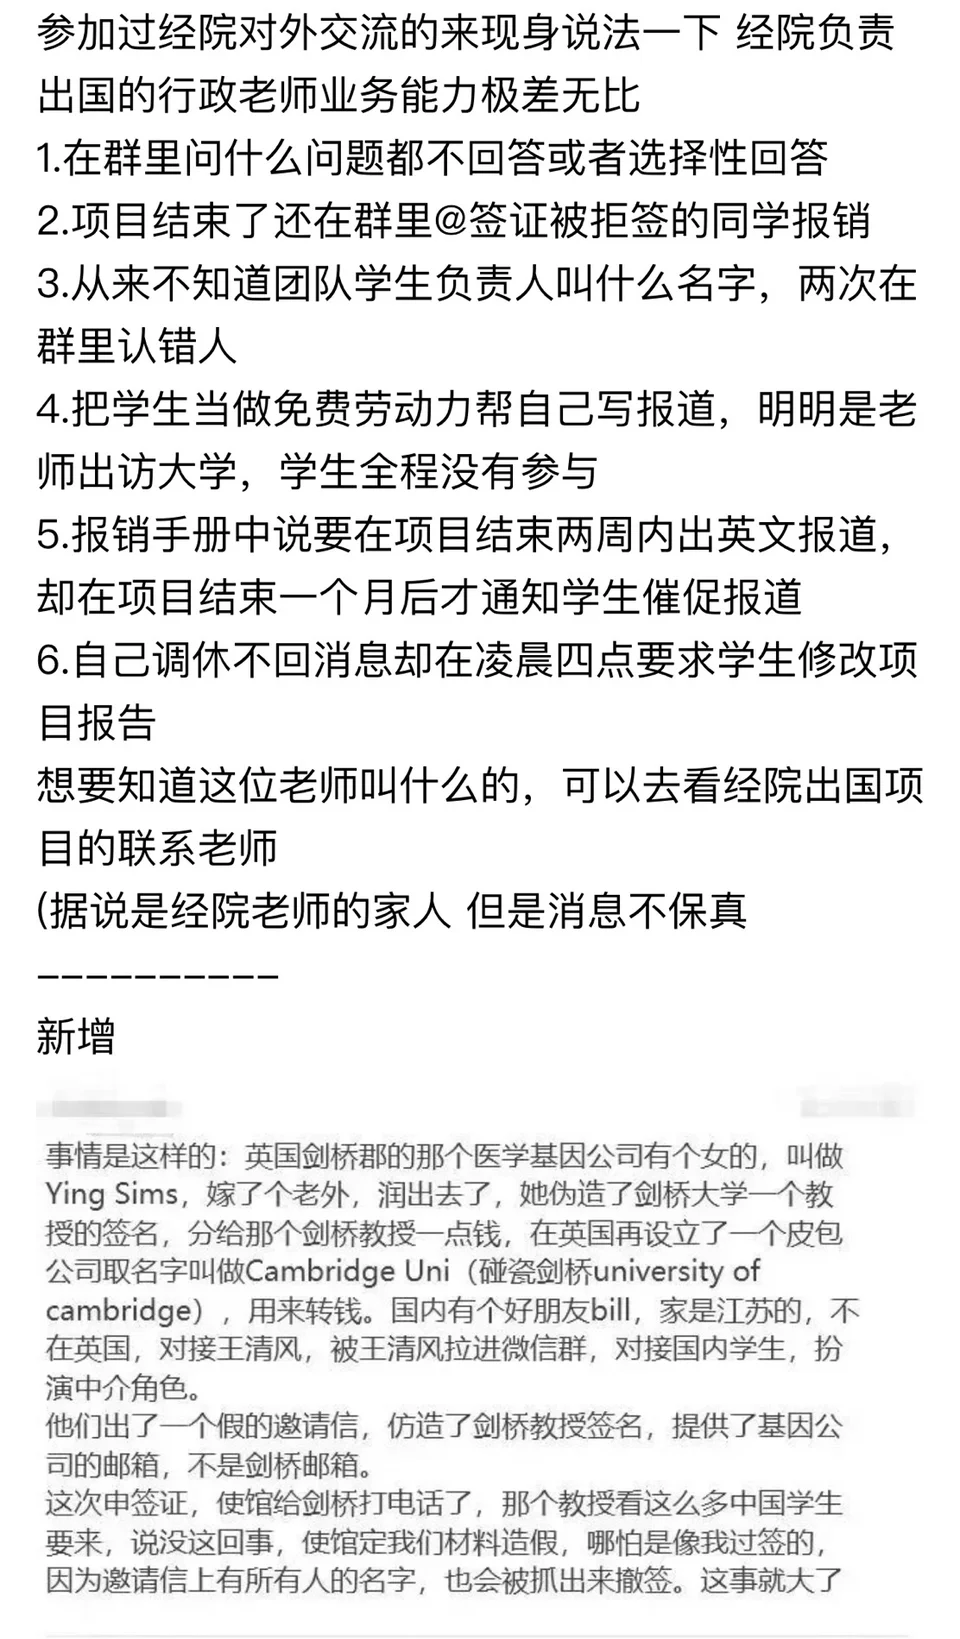 参加过经院对外交流的来现身说法一下 经院负责
出国的行政老师业务能力极差无比
1.在群里问什么问题都不回答或者选择性回答
2.项目结束了还在群里@签证被拒签的同学报销
3.从来不知道团队学生负责人叫什么名字，两次在
群里认错人
4.把学生当做免费劳动力帮自己写报道，明明是老
师出访大学，学生全程没有参与
5.报销手册中说要在项目结束两周内出英文报道，
却在项目结束一个月后才通知学生催促报道
6.自己调休不回消息却在凌晨四点要求学生修改项
目报告
想要知道这位老师叫什么的，可以去看经院出国项
目的联系老师
(据说是经院老师的家人 但是消息不保真
----------
新增
事情是这样的：英国剑桥郡的那个医学基因公司有个女的，叫做
Ying Sims，嫁了个老外，润出去了，她伪造了剑桥大学一个教
授的签名，分给那个剑桥教授一点钱，在英国再设立了一个皮包
公司取名字叫做Cambridge Uni（碰瓷剑桥university of
cambridge），用来转钱。国内有个好朋友bill，家是江苏的，不
在英国，对接王清风，被王清风拉进微信群，对接国内学生，扮
演中介角色。
他们出了一个假的邀请信，仿造了剑桥教授签名，提供了基因公
司的邮箱，不是剑桥邮箱。
这次申签证，使馆给剑桥打电话了，那个教授看这么多中国学生
要来，说没这回事，使馆定我们材料造假，哪怕是像我过签的，
因为邀请信上有所有人的名字，也会被抓出来撤签。这事就大了